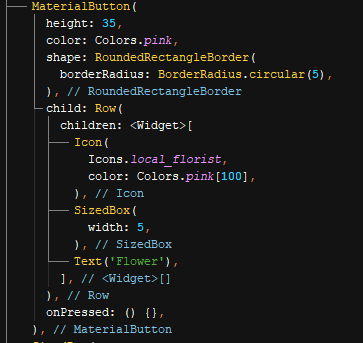 MaterialButton(
height: 35,
color: Colors.pink,
shape: RoundedRectangleBorder(
borderRadius: BorderRadius.circular(5),
), // RoundedRectangleBorder
child: Row(
children: <Widget>[
Icon(
Icons.local_florist,
color: Colors.pink[100],
), // Icon
SizedBox(
width: 5,
), // SizedBox
Text('Flower'),
], // <Widget>[]
), // Row
onPressed: () {},
), // MaterialButton